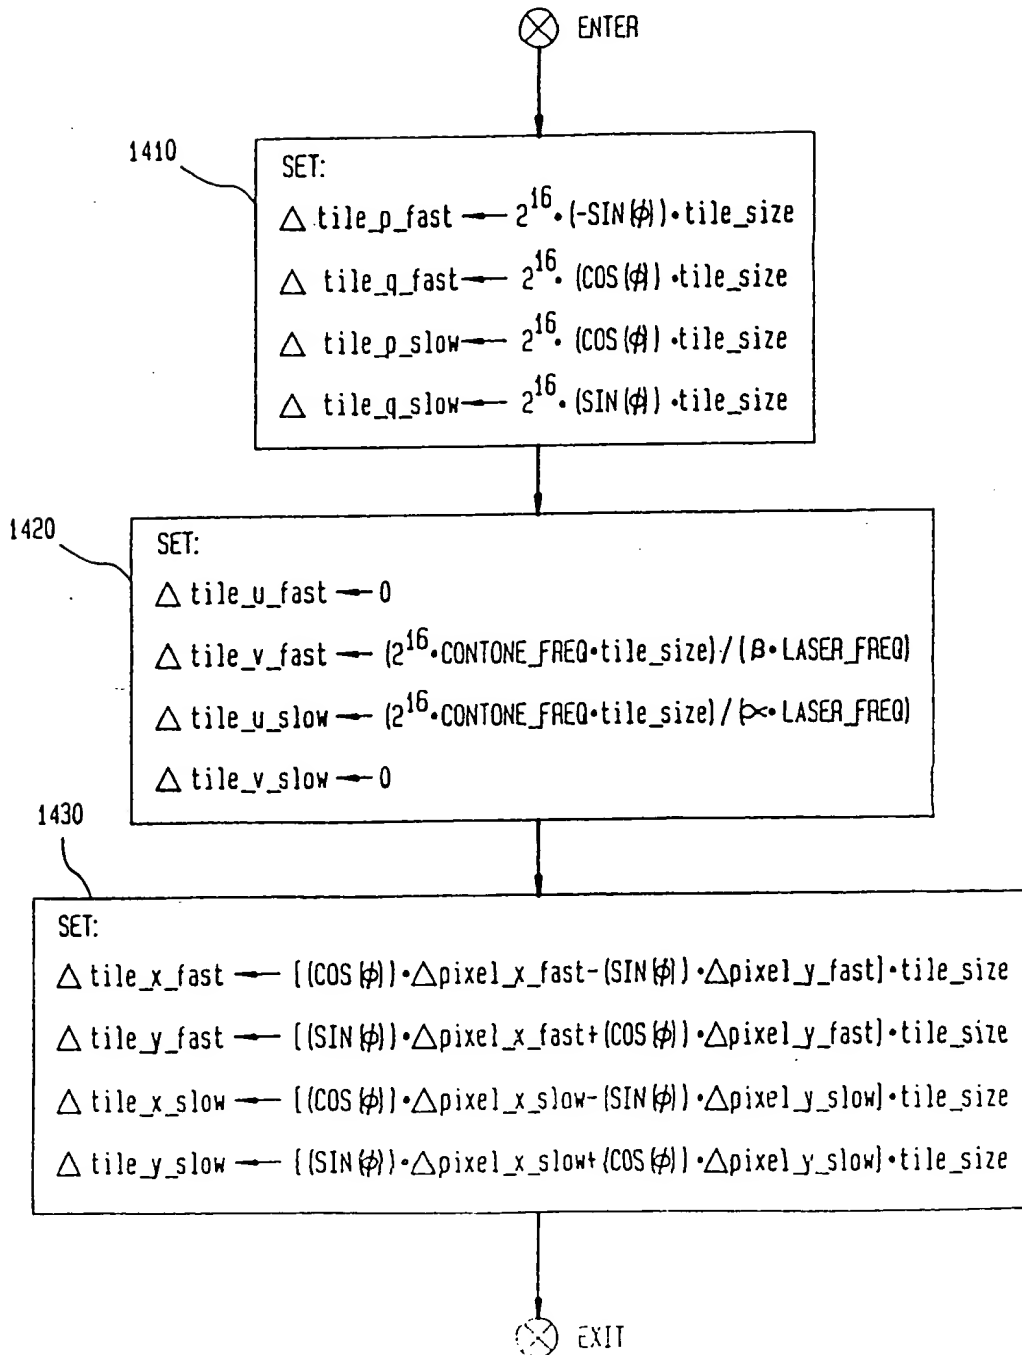 ENTER
1410
SET:
△ tile_p_fast ← 2^16 · (-SIN(ϕ)) · tile_size
△ tile_q_fast ← 2^16 · (COS(ϕ)) · tile_size
△ tile_p_slow ← 2^16 · (COS(ϕ)) · tile_size
△ tile_q_slow ← 2^16 · (SIN(ϕ)) · tile_size
1420
SET:
△ tile_u_fast ← 0
△ tile_v_fast ← (2^16 · CONTONE_FREQ · tile_size) / (β · LASER_FREQ)
△ tile_u_slow ← (2^16 · CONTONE_FREQ · tile_size) / (∝ · LASER_FREQ)
△ tile_v_slow ← 0
1430
SET:
△ tile_x_fast ← [(COS(ϕ)) · △pixel_x_fast-(SIN(ϕ)) · △pixel_y_fast] · tile_size
△ tile_y_fast ← [(SIN(ϕ)) · △pixel_x_fast+(COS(ϕ)) · △pixel_y_fast] · tile_size
△ tile_x_slow ← [(COS(ϕ)) · △pixel_x_slow-(SIN(ϕ)) · △pixel_y_slow] · tile_size
△ tile_y_slow ← [(SIN(ϕ)) · △pixel_x_slow+(COS(ϕ)) · △pixel_y_slow] · tile_size
EXIT